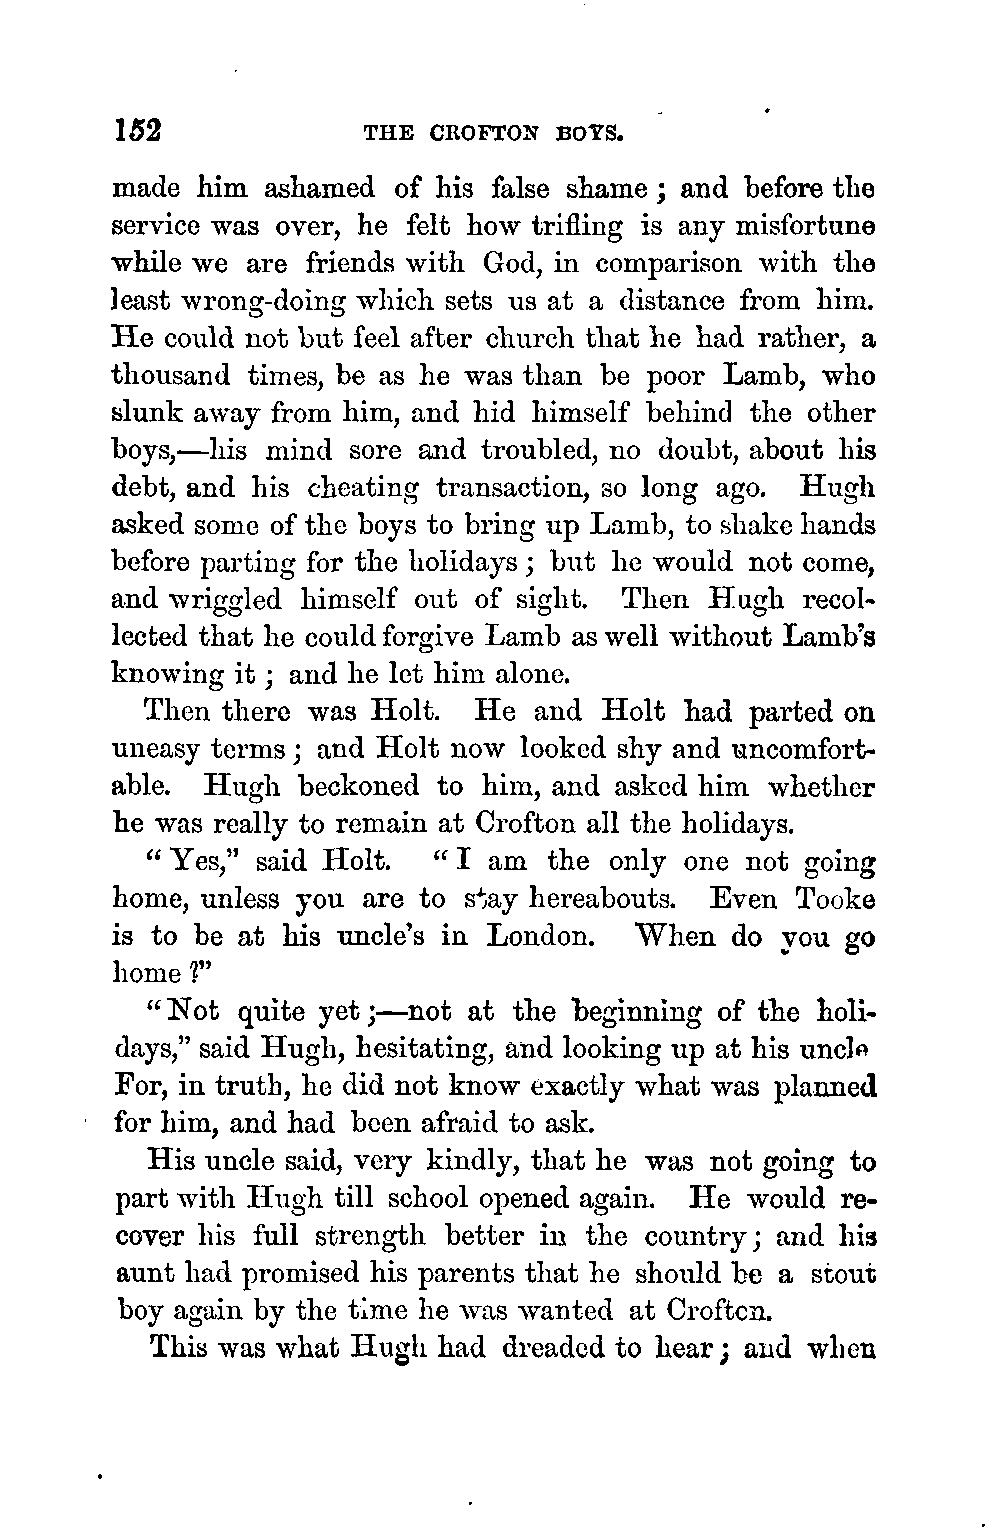 152 THE CROFTON BOYS.
made him ashamed of his false shame ; and before the
service was over, he felt how trifling is any misfortune
while we are friends with God, in comparison with the
least wrong-doing which sets us at a distance from him.
He could not but feel after church that he had rather, a
thousand times, be as he was than be poor Lamb, who
slunk away from him, and hid himself behind the other
boys,—his mind sore and troubled, no doubt, about his
debt, and his cheating transaction, so long ago. Hugh
asked some of the boys to bring up Lamb, to shake hands
before parting for the holidays ; but he would not come,
and wriggled himself out of sight. Then Hugh recol-
lected that he could forgive Lamb as well without Lamb's
knowing it ; and he let him alone.
Then there was Holt. He and Holt had parted on
uneasy terms ; and Holt now looked shy and uncomfort-
able. Hugh beckoned to him, and asked him whether
he was really to remain at Crofton all the holidays.
“ Yes,” said Holt. “ I am the only one not going
home, unless you are to stay hereabouts. Even Tooke
is to be at his uncle's in London. When do you go
home ?”
“ Not quite yet ;—not at the beginning of the holi-
days,” said Hugh, hesitating, and looking up at his uncle
For, in truth, he did not know exactly what was planned
for him, and had been afraid to ask.
His uncle said, very kindly, that he was not going to
part with Hugh till school opened again. He would re-
cover his full strength better in the country ; and his
aunt had promised his parents that he should be a stout
boy again by the time he was wanted at Crofton.
This was what Hugh had dreaded to hear ; and when